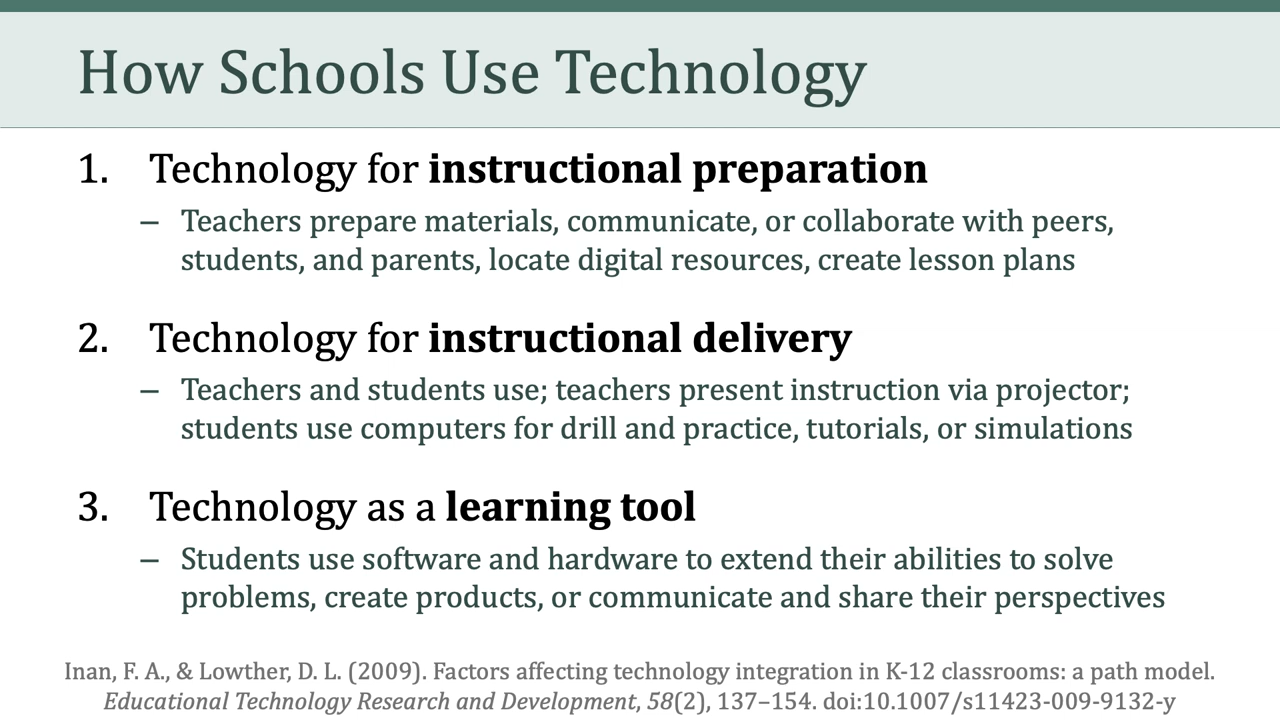 How Schools Use Technology
1. Technology for instructional preparation
– Teachers prepare materials, communicate, or collaborate with peers,
students, and parents, locate digital resources, create lesson plans
2. Technology for instructional delivery
– Teachers and students use; teachers present instruction via projector;
students use computers for drill and practice, tutorials, or simulations
3. Technology as a learning tool
– Students use software and hardware to extend their abilities to solve
problems, create products, or communicate and share their perspectives
Inan, F. A., & Lowther, D. L. (2009). Factors affecting technology integration in K-12 classrooms: a path model.
Educational Technology Research and Development, 58(2), 137–154. doi:10.1007/s11423-009-9132-y